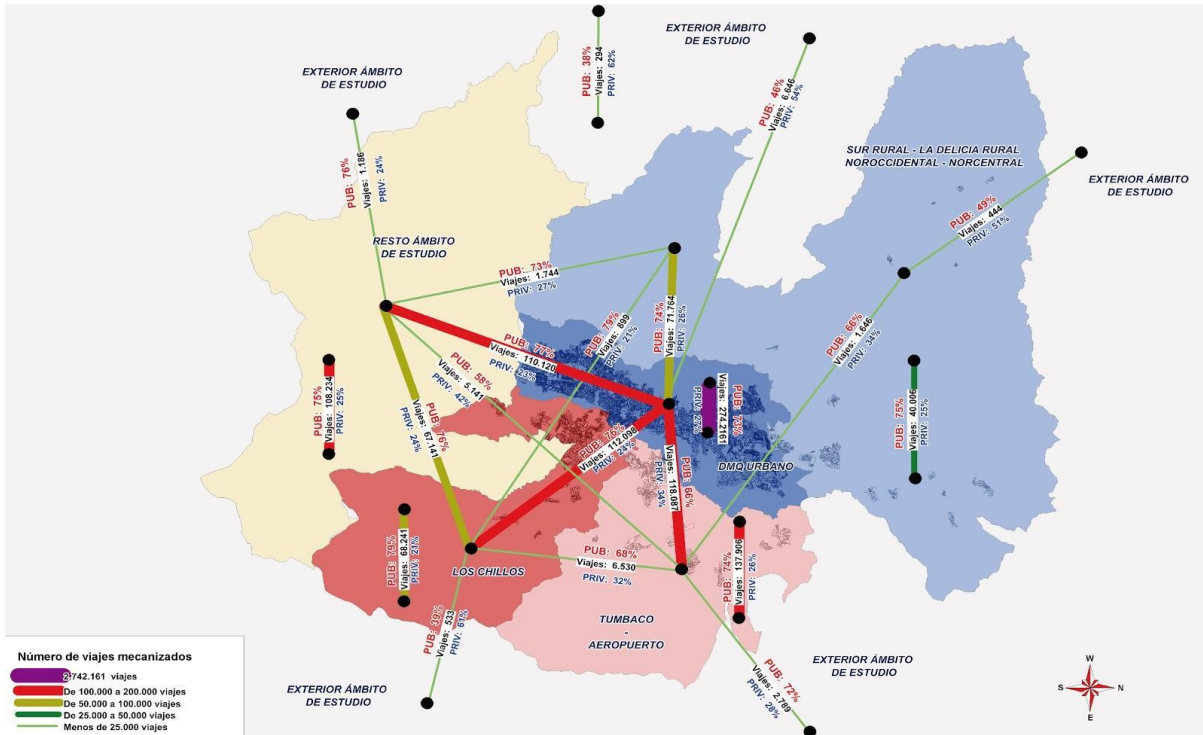 EXTERIOR ÁMBITO
DE ESTUDIO
PUB: 38%
Viajes: 294
PRIV: 62%
EXTERIOR ÁMBITO
DE ESTUDIO
PUB: 46%
Viajes: 6.646
PRIV: 54%
EXTERIOR ÁMBITO
DE ESTUDIO
PUB: 76%
Viajes: 1.186
PRIV: 24%
SUR RURAL - LA DELICIA RURAL
NOROCCIDENTAL - NORCENTRAL
PUB: 49%
Viajes: 444
PRIV: 51%
RESTO ÁMBITO
DE ESTUDIO
PUB: 73%
Viajes: 1.744
PRIV: 27%
PUB: 79%
Viajes: 899
PRIV: 21%
PUB: 74%
Viajes: 71.764
PRIV: 26%
PUB: 66%
Viajes: 1.646
PRIV: 34%
PUB: 77%
Viajes: 110.120
PRIV: 23%
PUB: 58%
Viajes: 5.141
PRIV: 42%
PUB: 75%
Viajes: 108.234
PRIV: 25%
PUB: 76%
Viajes: 67.141
PRIV: 24%
PUB: 76%
Viajes: 112.098
PRIV: 24%
PUB: 66%
Viajes: 118.087
PRIV: 34%
PUB: 73%
Viajes: 274.2161
DMQ URBANO
PUB: 75%
Viajes: 40.006
PRIV: 25%
PUB: 79%
Viajes: 68.241
PRIV: 21%
LOS CHILLOS
PUB: 68%
Viajes: 6.530
PRIV: 32%
PUB: 74%
Viajes: 137.906
PRIV: 26%
TUMBACO
-
AEROPUERTO
PUB: 39%
Viajes: 533
PRIV: 61%
PUB: 72%
Viajes: 2.789
PRIV: 28%
EXTERIOR ÁMBITO
DE ESTUDIO
EXTERIOR ÁMBITO
DE ESTUDIO
Número de viajes mecanizados
2.742.161 viajes
De 100.000 a 200.000 viajes
De 50.000 a 100.000 viajes
De 25.000 a 50.000 viajes
Menos de 25.000 viajes
W
S N
E